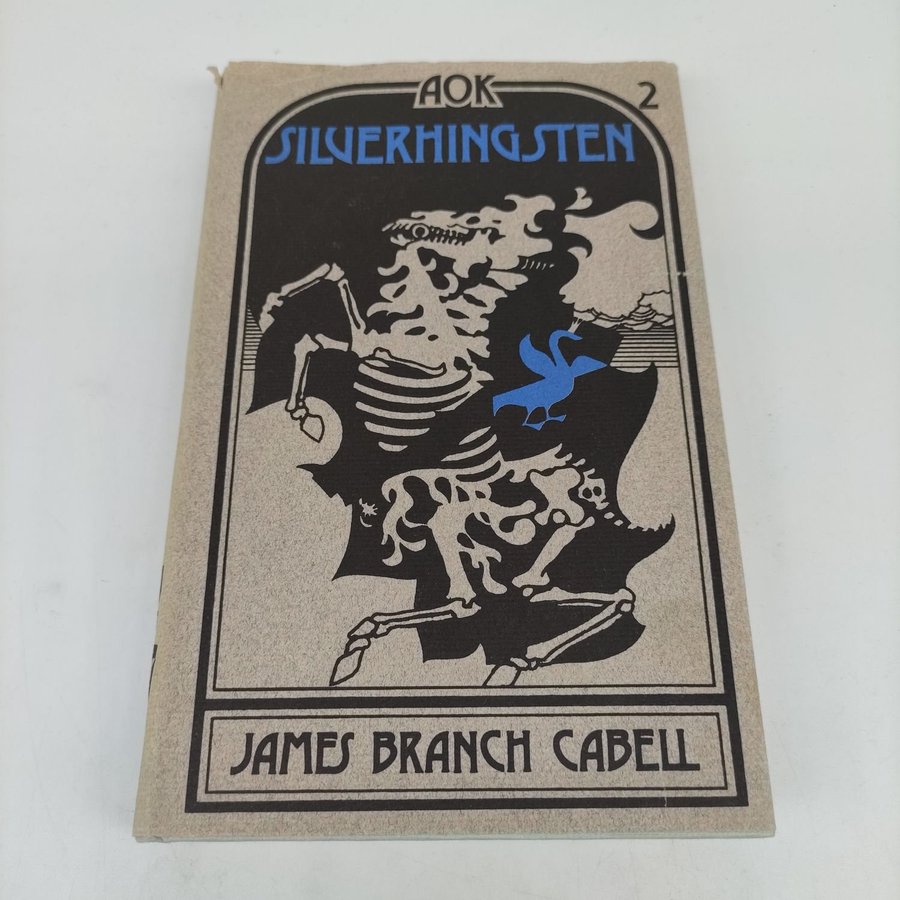 AOK
2
SILVERHINGSTEN
JAMES BRANCH CABELL